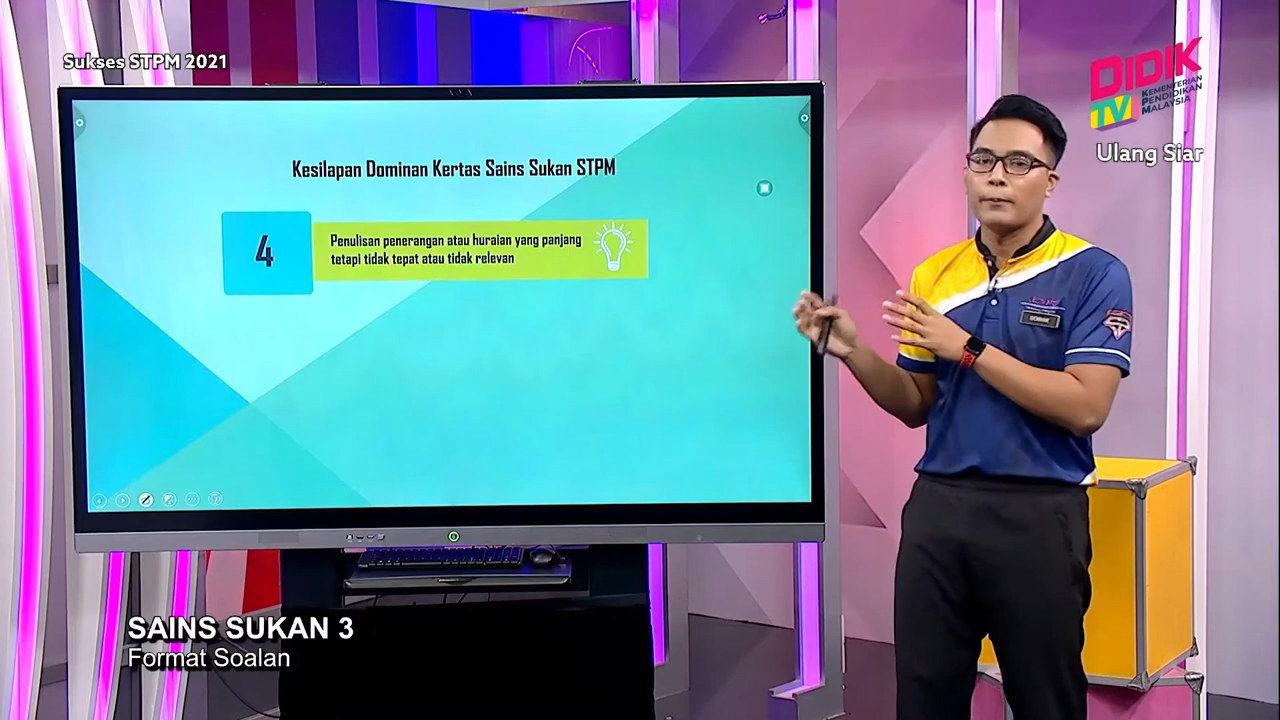 Sukses STPM 2021
DIDIK
TV
KEMENTERIAN
PENDIDIKAN
MALAYSIA
Ulang Siar
Kesilapan Dominan Kertas Sains Sukan STPM
4
Penulisan penerangan atau huraian yang panjang
tetapi tidak tepat atau tidak relevan
SAINS SUKAN 3
Format Soalan